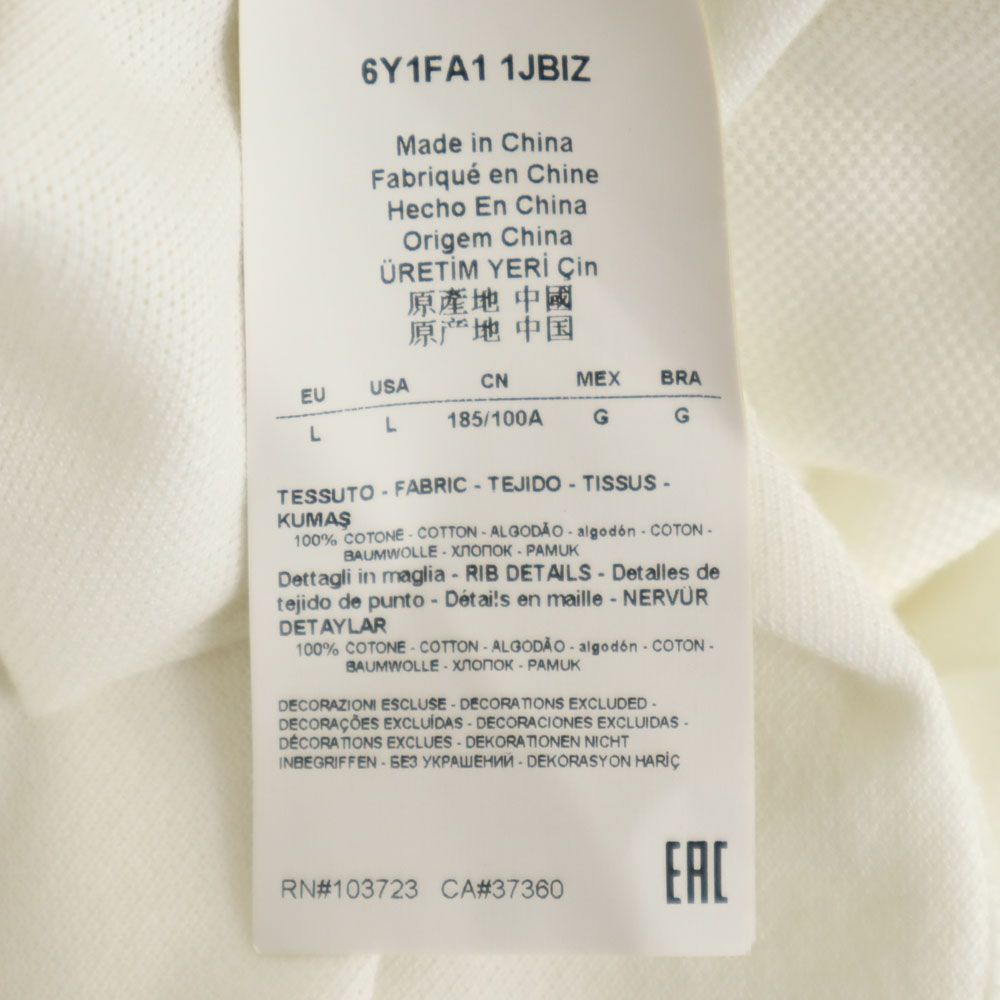 6Y1FA1 1JBIZ
Made in China
Fabriqué en Chine
Hecho En China
Origem China
ÜRETİM YERİ Çin
原產地 中國
原产地 中国
EU USA CN MEX BRA
L L 185/100A G G
TESSUTO - FABRIC - TEJIDO - TISSUS -
KUMAŞ
100% COTONE - COTTON - ALGODÃO - algodón - COTON -
BAUMWOLLE - ХЛОПОК - PAMUK
Dettagli in maglia - RIB DETAILS - Detalles de
tejido de punto - Détails en maille - NERVÜR
DETAYLAR
100% COTONE - COTTON - ALGODÃO - algodón - COTON -
BAUMWOLLE - ХЛОПОК - PAMUK
DECORAZIONI ESCLUSE - DECORATIONS EXCLUDED -
DECORAÇÕES EXCLUÍDAS - DECORACIONES EXCLUIDAS -
DÉCORATIONS EXCLUES - DEKORATIONEN NICHT
INBEGRIFFEN - БЕЗ УКРАШЕНИЙ - DEKORASYON HARİÇ
RN#103723 CA#37360
EAC